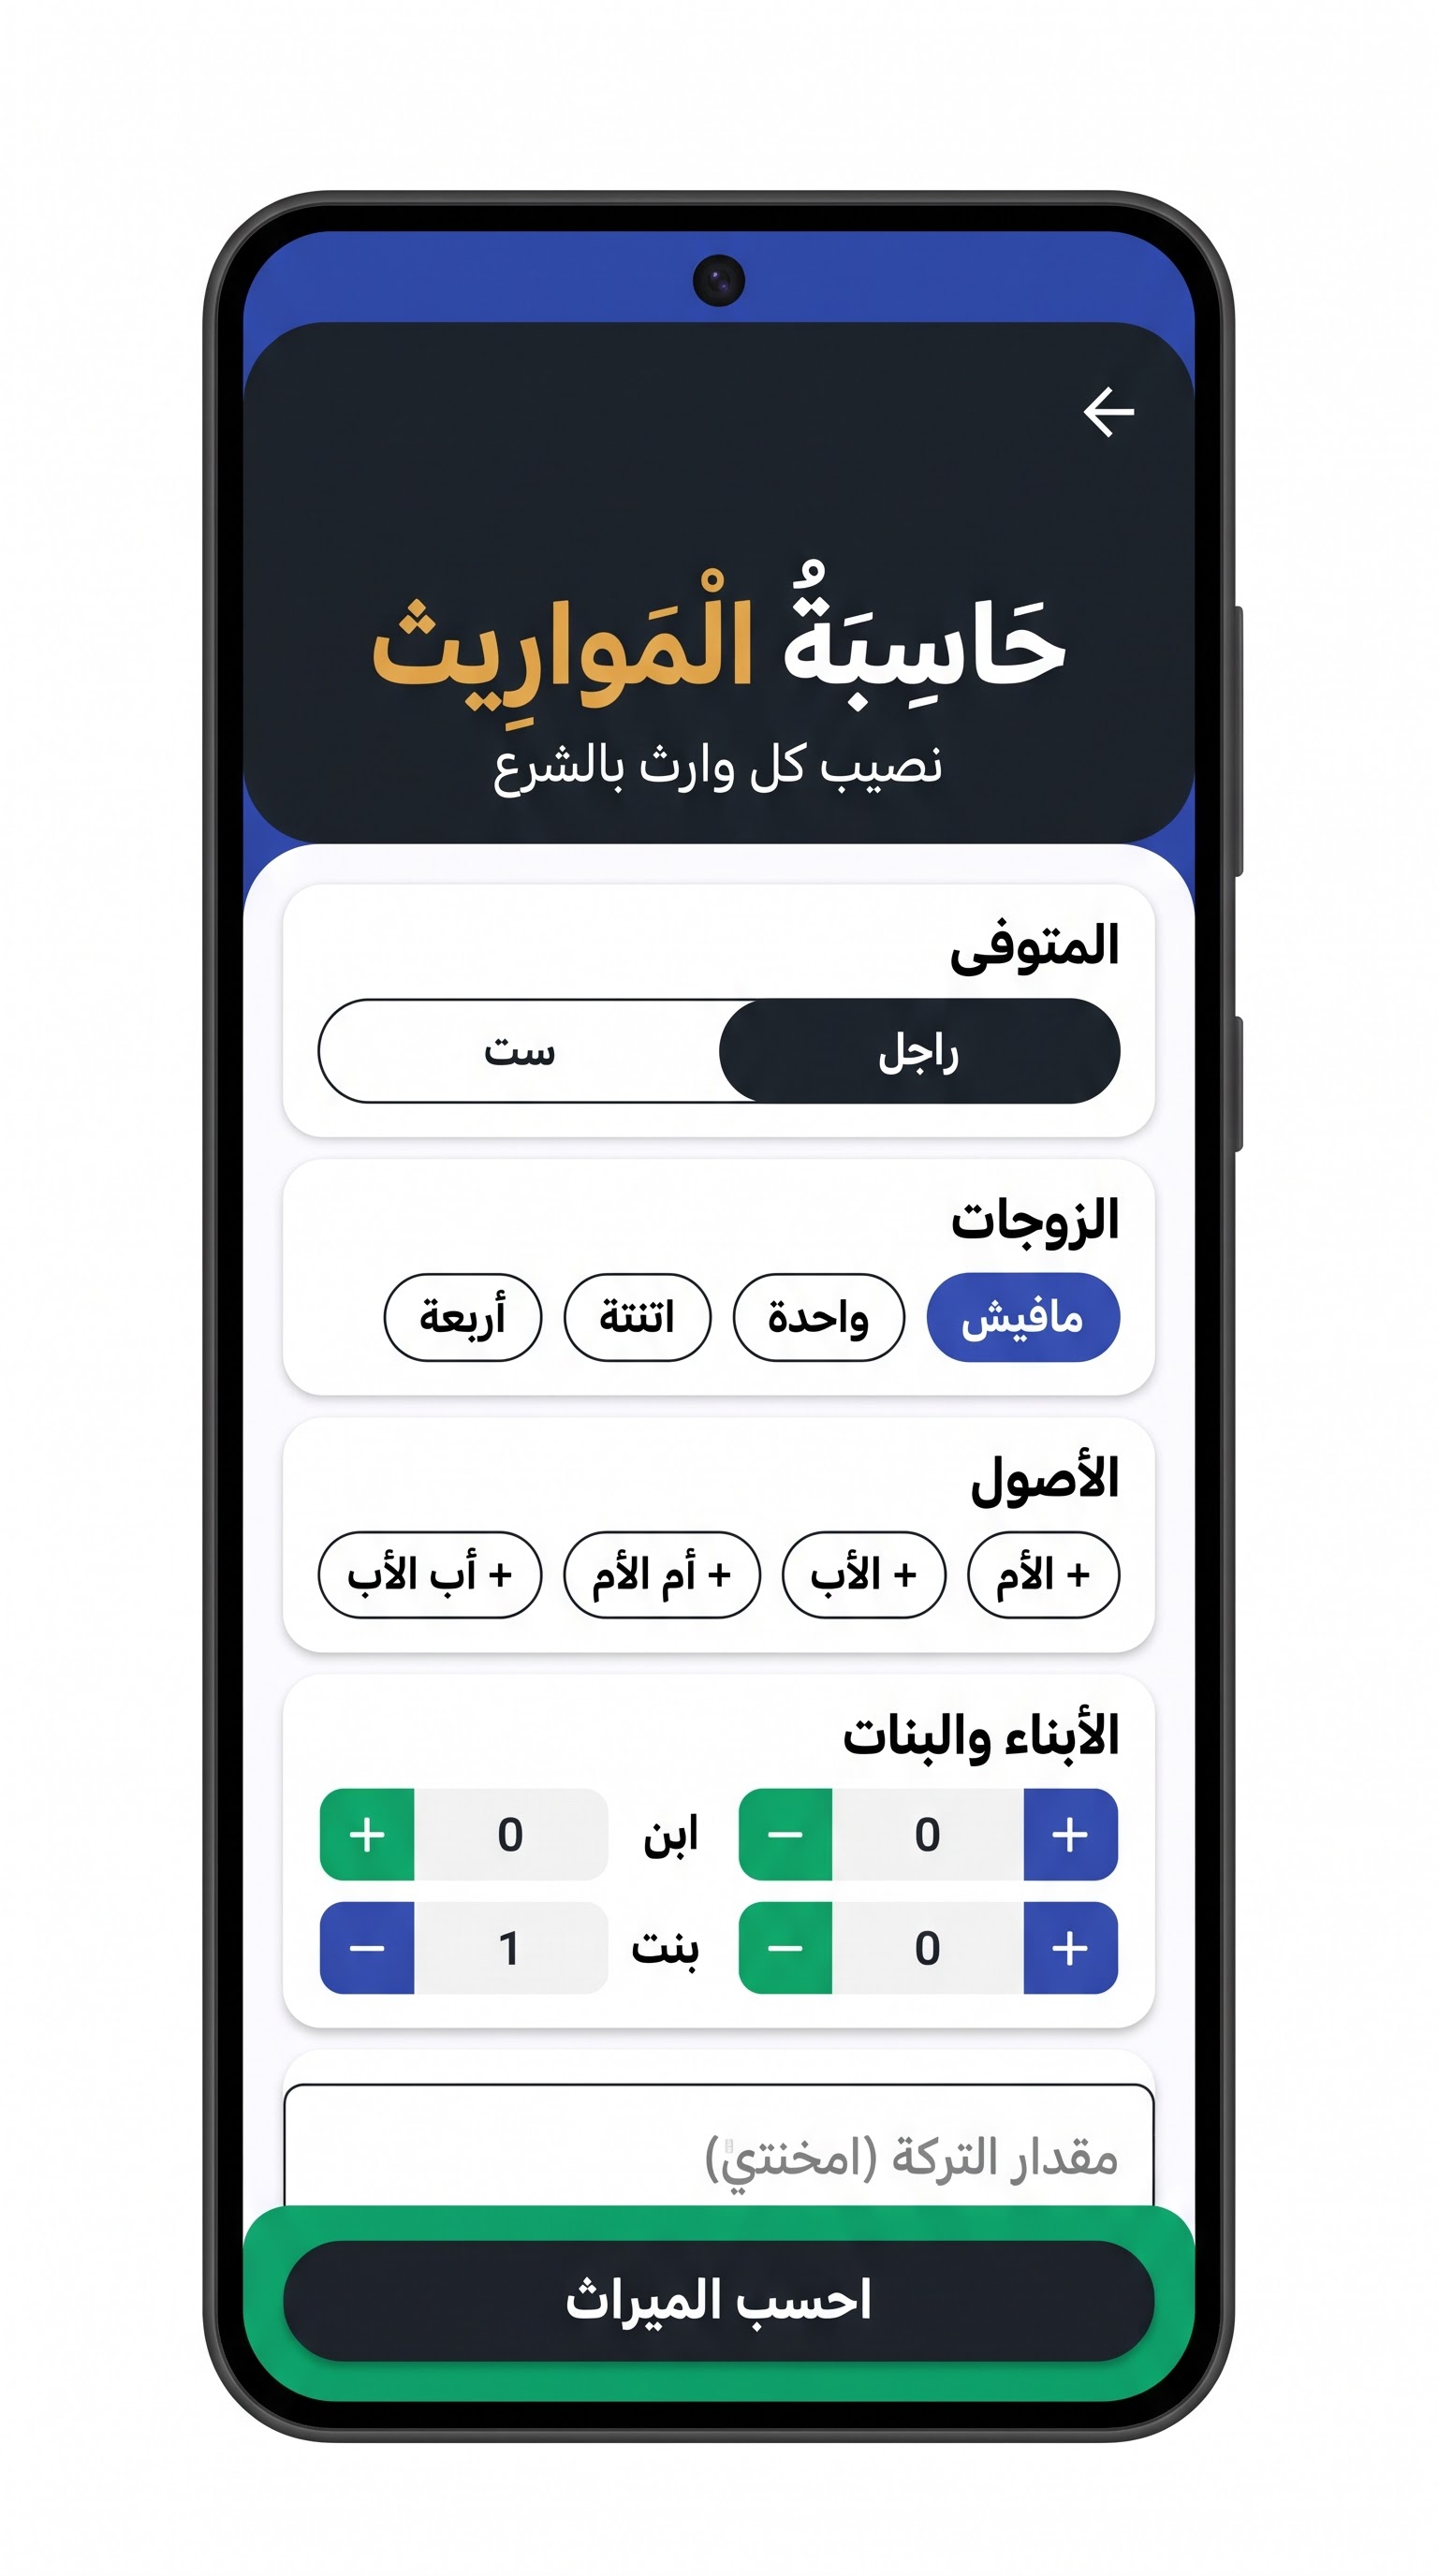 حَاسِبَةُ الْمَوارِيث
نصيب كل وارث بالشرع
المتوفى
راجل
ست
الزوجات
مافيش
واحدة
اتنتة
أربعة
الأصول
+ الأم
+ الأب
+ أم الأم
+ أب الأب
الأبناء والبنات
+ 0 − ابن 0 +
+ 0 − بنت 1 −
مقدار التركة (امخنتي)
احسب الميراث